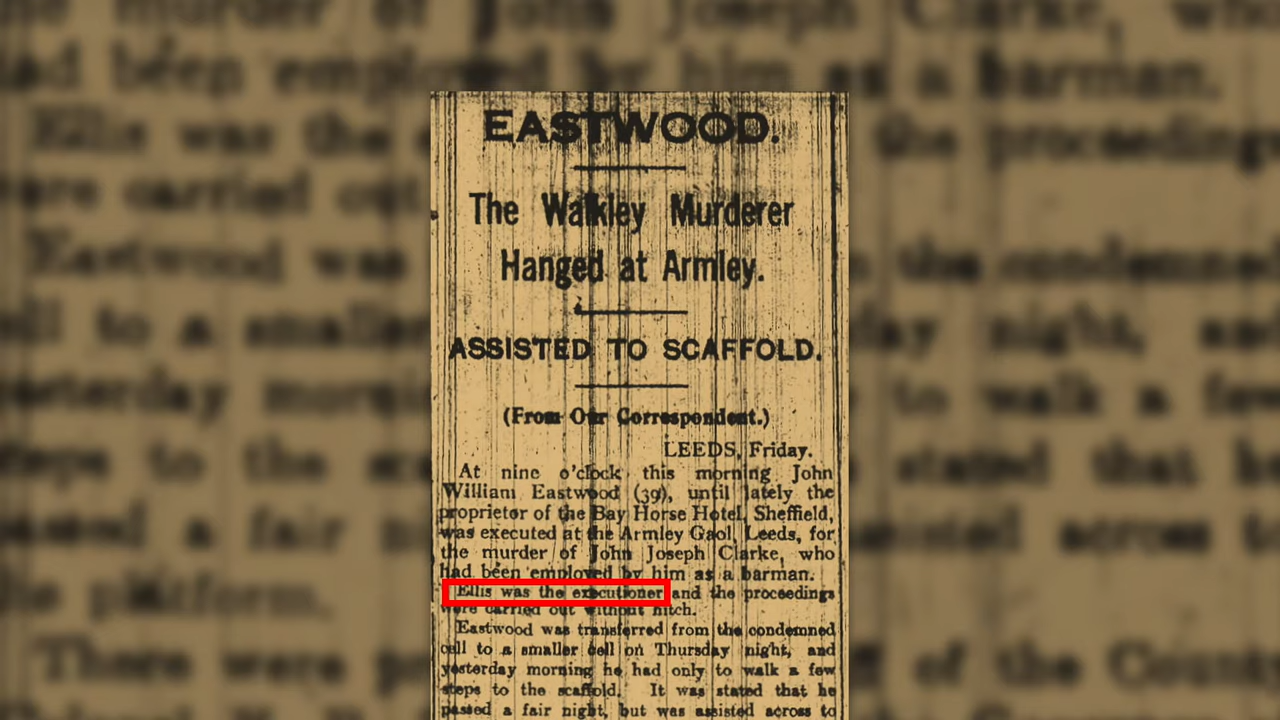 EASTWOOD.
The Walkley Murderer
Hanged at Armley.
ASSISTED TO SCAFFOLD.
(From Our Correspondent.)
LEEDS, Friday.
At nine o'clock this morning John
William Eastwood (39), until lately the
proprietor of the Bay Horse Hotel, Sheffield,
was executed at the Armley Gaol, Leeds, for
the murder of John Joseph Clarke, who
had been employed by him as a barman.
Ellis was the executioner and the proceedings
were carried out without hitch.
Eastwood was transferred from the condemned
cell to a smaller cell on Thursday night, and
yesterday morning he had only to walk a few
steps to the scaffold. It was stated that he
passed a fair night, but was assisted across to